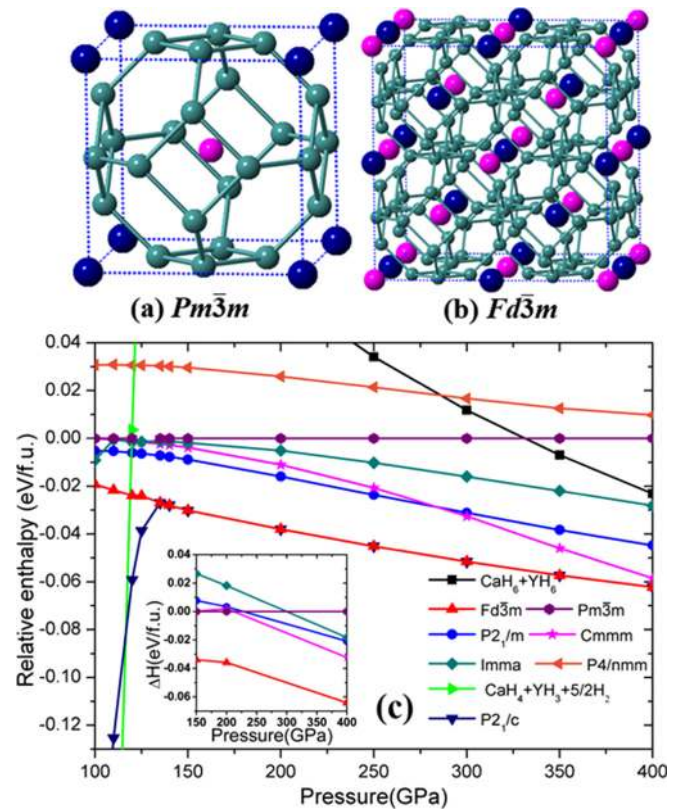 (a) Pm3̄m (b) Fd3̄m
0.04
0.02
0.00
-0.02
-0.04
-0.06
-0.08
-0.10
-0.12
Relative enthalpy (eV/f.u.)
100 150 200 250 300 350 400
Pressure(GPa)
0.04
0.02
0.00
-0.02
-0.04
-0.06
ΔH(eV/f.u.)
150 200 250 300 350 400
Pressure(GPa)
(c)
CaH₆+YH₆
Fd3̄m Pm3̄m
P2₁/m Cmmm
Imma P4/nmm
CaH₄+YH₃+5/2H₂
P2₁/c